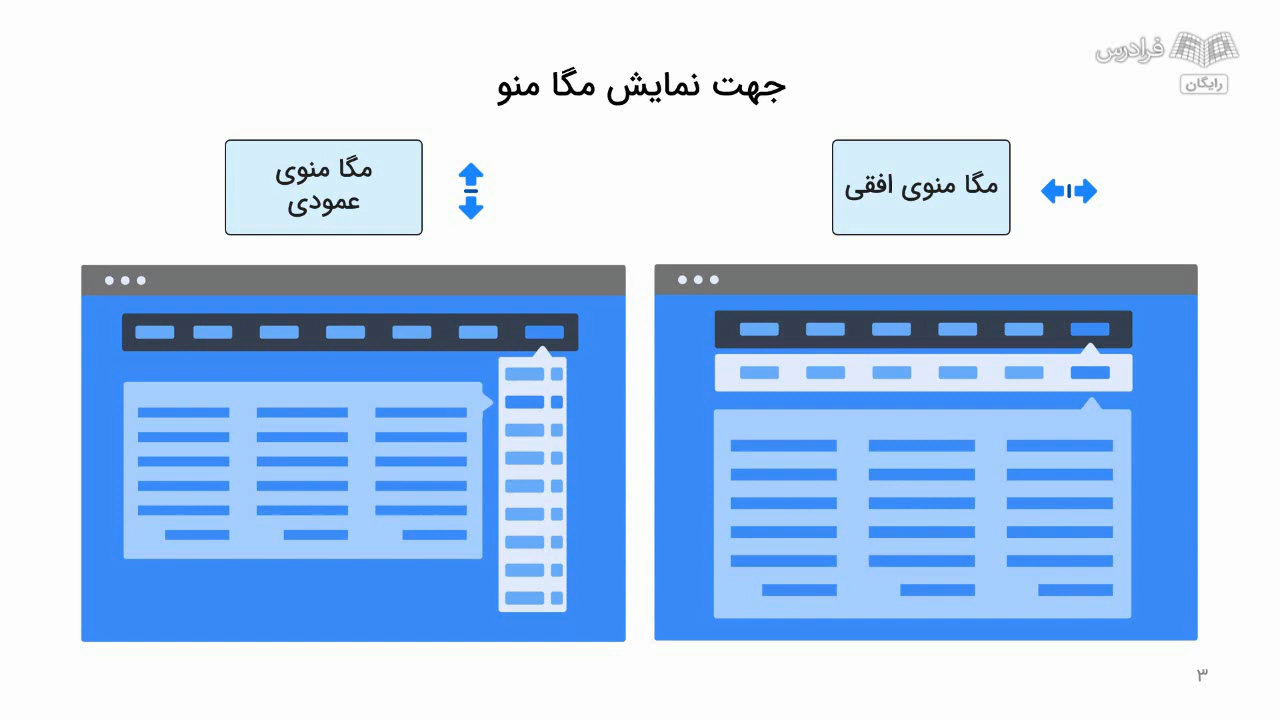 فرادرس
رایگان
جهت نمایش مگا منو
مگا منوی افقی
مگا منوی
عمودی
۳